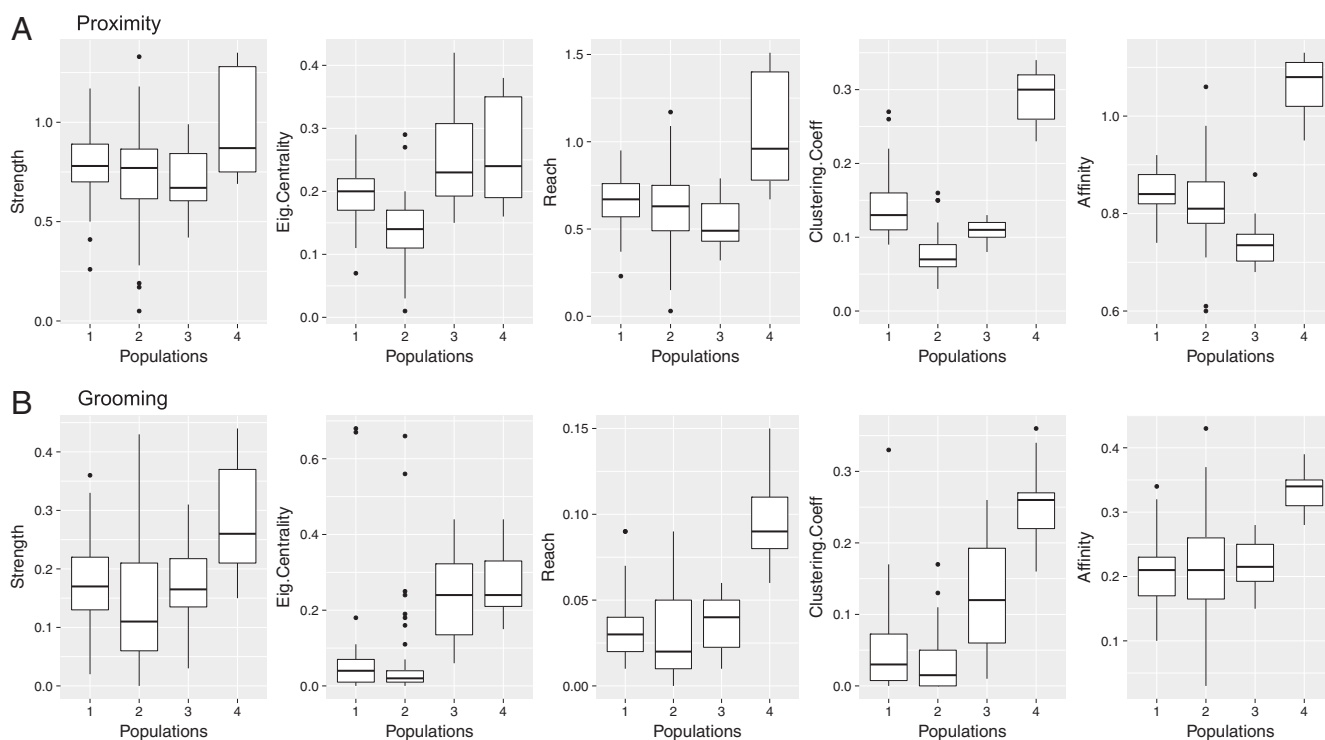 A Proximity
Strength
1.0
0.5
0.0
1 2 3 4
Populations
Eig.Centrality
0.4
0.3
0.2
0.1
0.0
1 2 3 4
Populations
Reach
1.5
1.0
0.5
0.0
1 2 3 4
Populations
Clustering.Coeff
0.3
0.2
0.1
0.0
1 2 3 4
Populations
Affinity
1.0
0.8
0.6
1 2 3 4
Populations
B Grooming
Strength
0.4
0.3
0.2
0.1
0.0
1 2 3 4
Populations
Eig.Centrality
0.6
0.4
0.2
0.0
1 2 3 4
Populations
Reach
0.15
0.10
0.05
0.00
1 2 3 4
Populations
Clustering.Coeff
0.3
0.2
0.1
0.0
1 2 3 4
Populations
Affinity
0.4
0.3
0.2
0.1
1 2 3 4
Populations